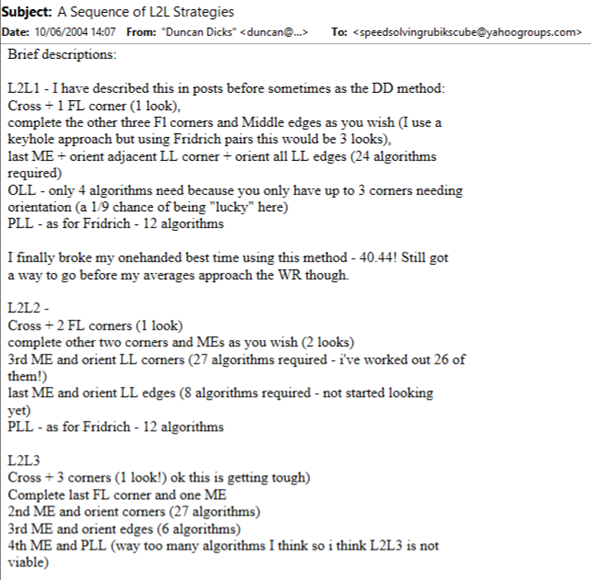 Subject: A Sequence of L2L Strategies
Date: 10/06/2004 14:07 From: "Duncan Dicks" <duncan@...> To: <speedsolvingrubikscube@yahoogroups.com>
Brief descriptions:
L2L1 - I have described this in posts before sometimes as the DD method:
Cross + 1 FL corner (1 look),
complete the other three Fl corners and Middle edges as you wish (I use a
keyhole approach but using Fridrich pairs this would be 3 looks),
last ME + orient adjacent LL corner + orient all LL edges (24 algorithms
required)
OLL - only 4 algorithms need because you only have up to 3 corners needing
orientation (a 1/9 chance of being "lucky" here)
PLL - as for Fridrich - 12 algorithms
I finally broke my onehanded best time using this method - 40.44! Still got
a way to go before my averages approach the WR though.
L2L2 -
Cross + 2 FL corners (1 look)
complete other two corners and MEs as you wish (2 looks)
3rd ME and orient LL corners (27 algorithms required - i've worked out 26 of
them!)
last ME and orient LL edges (8 algorithms required - not started looking
yet)
PLL - as for Fridrich - 12 algorithms
L2L3
Cross + 3 corners (1 look!) ok this is getting tough)
Complete last FL corner and one ME
2nd ME and orient corners (27 algorithms)
3rd ME and orient edges (6 algorithms)
4th ME and PLL (way too many algorithms I think so i think L2L3 is not
viable)